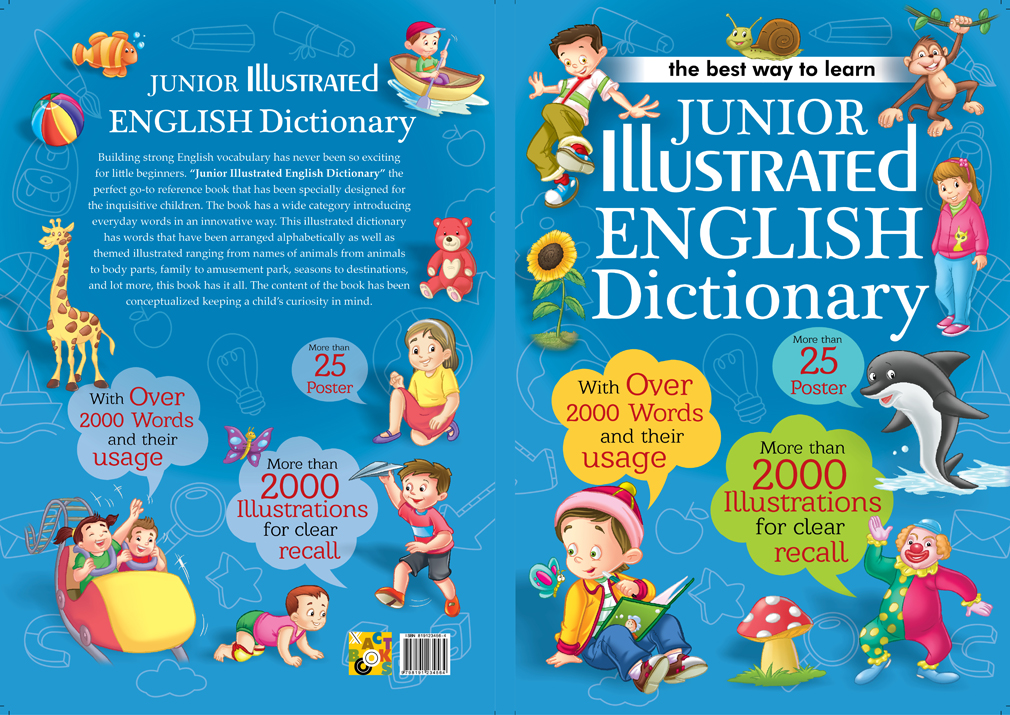 JUNIOR Illustrated
ENGLISH Dictionary
Building strong English vocabulary has never been so exciting
for little beginners. “Junior Illustrated English Dictionary” the
perfect go-to reference book that has been specially designed for
the inquisitive children. The book has a wide category introducing
everyday words in an innovative way. This illustrated dictionary
has words that have been arranged alphabetically as well as
themed illustrated ranging from names of animals from animals
to body parts, family to amusement park, seasons to destinations,
and lot more, this book has it all. The content of the book has been
conceptualized keeping a child’s curiosity in mind.
More than
25
Poster
With Over
2000 Words
and their
usage
More than
2000
Illustrations
for clear
recall
XACT
BOOKS
the best way to learn
JUNIOR
Illustrated
ENGLISH
Dictionary
More than
25
Poster
With Over
2000 Words
and their
usage
More than
2000
Illustrations
for clear
recall